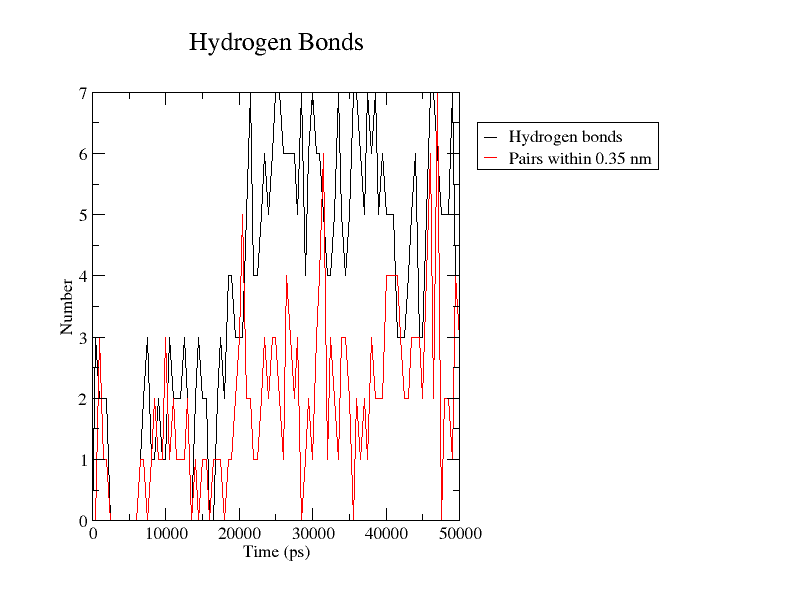 Hydrogen Bonds
7
6
5
4
3
2
1
0
Number
0
10000
20000
30000
40000
50000
Time (ps)
Hydrogen bonds
Pairs within 0.35 nm